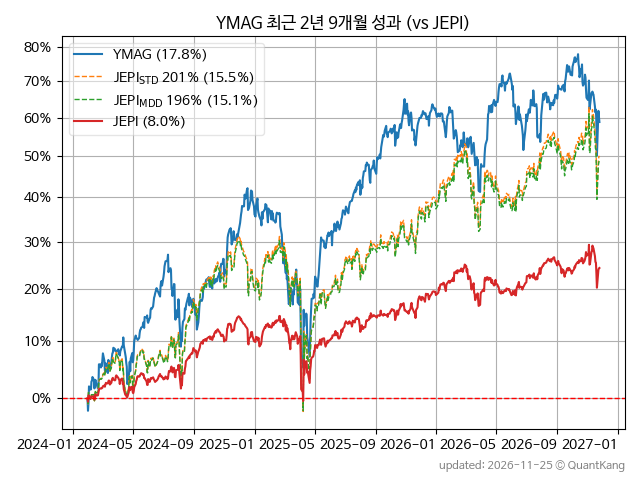 YMAG 최근 2년 9개월 성과 (vs JEPI)
80%
70%
60%
50%
40%
30%
20%
10%
0%
YMAG (17.8%)
JEPISTD 201% (15.5%)
JEPIMDD 196% (15.1%)
JEPI (8.0%)
2024-01 2024-05 2024-09 2025-01 2025-05 2025-09 2026-01 2026-05 2026-09 2027-01
updated: 2026-11-25 © QuantKang